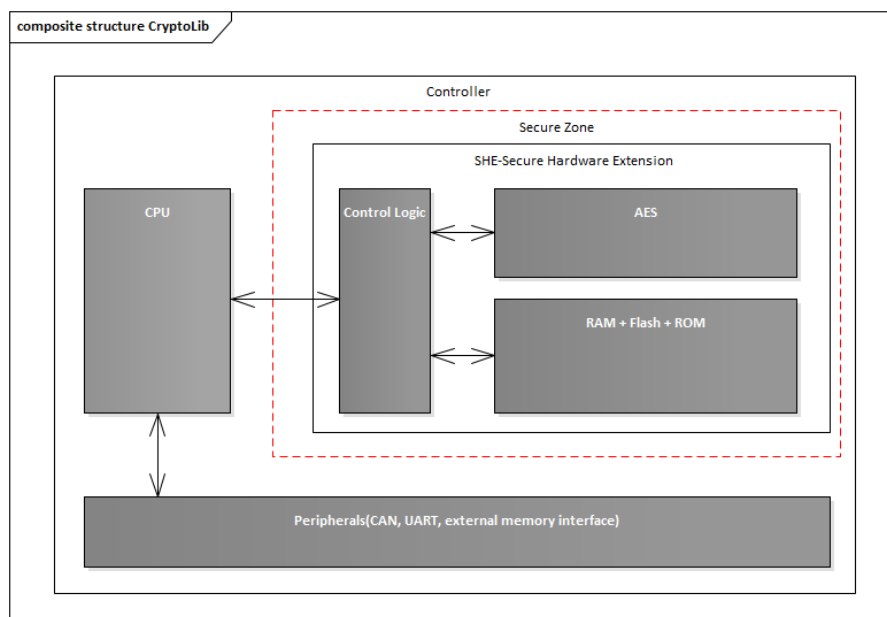 composite structure CryptoLib
Controller
Secure Zone
SHE-Secure Hardware Extension
CPU
Control Logic
AES
RAM + Flash + ROM
Peripherals(CAN, UART, external memory interface)